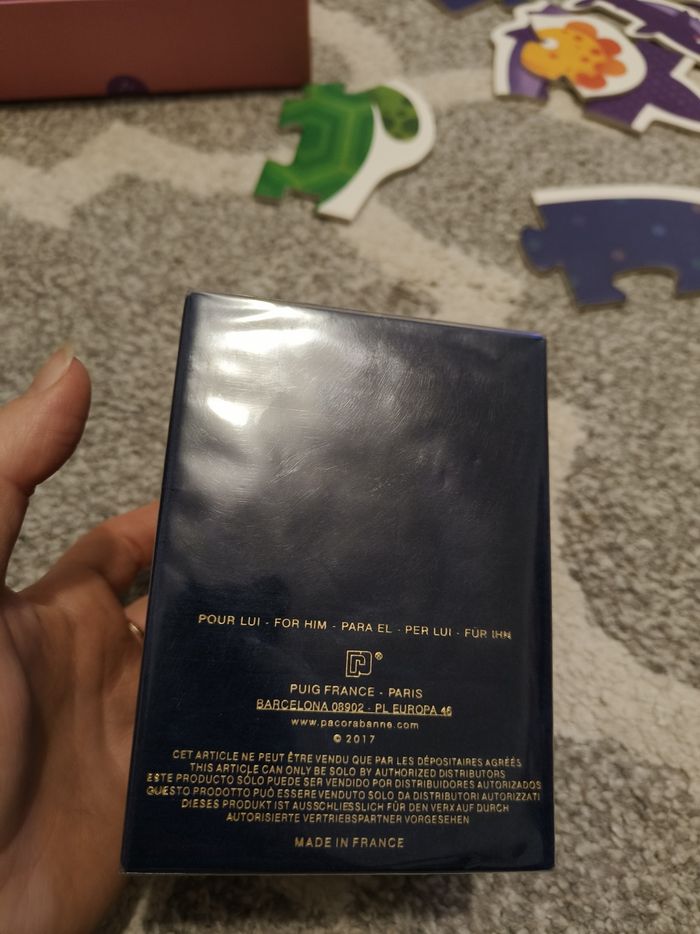 POUR LUI - FOR HIM - PARA EL - PER LUI - FÜR IHN
®
PUIG FRANCE - PARIS
BARCELONA 08902 - PL EUROPA 46
www.pacorabanne.com
© 2017
CET ARTICLE NE PEUT ÊTRE VENDU QUE PAR LES DÉPOSITAIRES AGRÉÉS
THIS ARTICLE CAN ONLY BE SOLO BY AUTHORIZED DISTRIBUTORS
ESTE PRODUCTO SÓLO PUEDE SER VENDIDO POR DISTRIBUIDORES AUTORIZADOS
QUESTO PRODOTTO PUÒ ESSERE VENDUTO SOLO DA DISTRIBUTORI AUTORIZZATI
DIESES PRODUKT IST AUSSCHLIESSLICH FÜR DEN VERKAUF DURCH
AUTORISIERTE VERTRIEBSPARTNER VORGESEHEN
MADE IN FRANCE